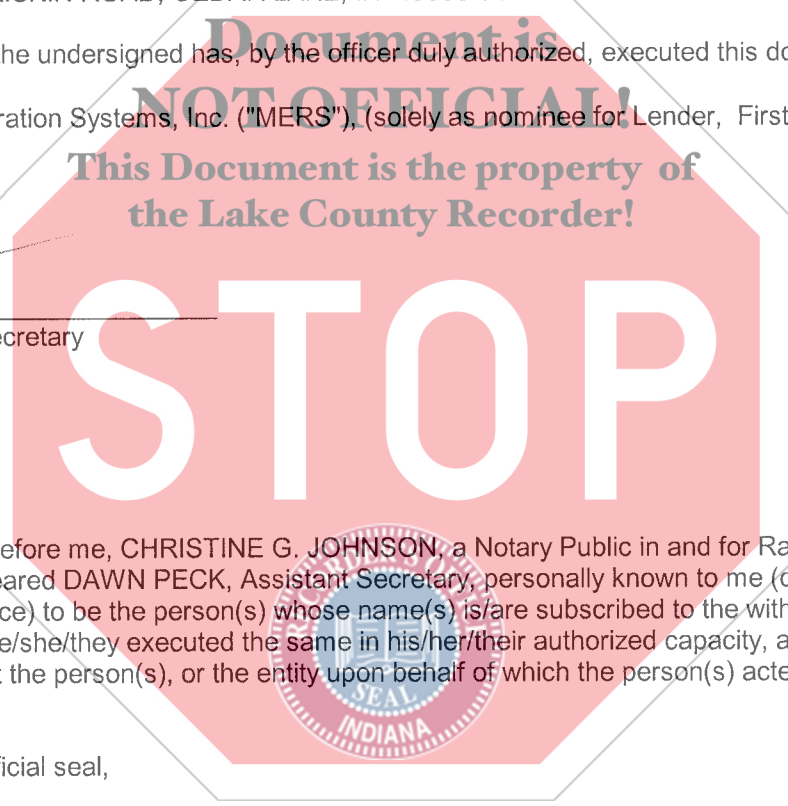 Document is
the undersigned has, by the officer duly authorized, executed this do
NOT OFFICIAL!
ration Systems, Inc. ("MERS"), (solely as nominee for Lender, First
This Document is the property of
the Lake County Recorder!
ecretary
STOP
efore me, CHRISTINE G. JOHNSON, a Notary Public in and for Ra
eared DAWN PECK, Assistant Secretary, personally known to me (o
ce) to be the person(s) whose name(s) is/are subscribed to the with
e/she/they executed the same in his/her/their authorized capacity, a
t the person(s), or the entity upon behalf of which the person(s) acte
SEAL
INDIANA
ficial seal,